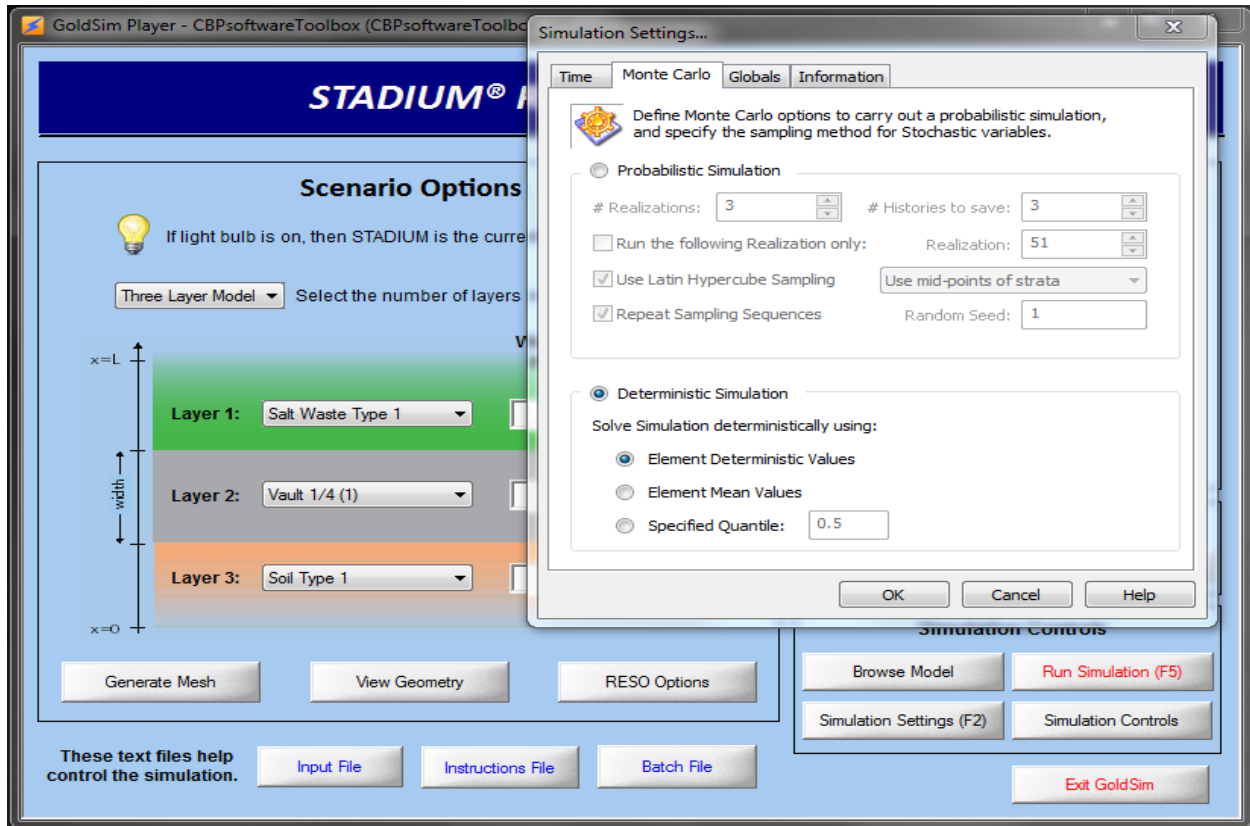 GoldSim Player - CBPsoftwareToolbox (CBPsoftwareToolbo
STADIUM®
Scenario Options
If light bulb is on, then STADIUM is the curre
Three Layer Model
Select the number of layers
x=L
Layer 1:
Salt Waste Type 1
width
Layer 2:
Vault 1/4 (1)
Layer 3:
Soil Type 1
x=0
Generate Mesh
View Geometry
RESO Options
These text files help
control the simulation.
Input File
Instructions File
Batch File
Simulation Settings...
Time
Monte Carlo
Globals
Information
Define Monte Carlo options to carry out a probabilistic simulation,
and specify the sampling method for Stochastic variables.
Probabilistic Simulation
# Realizations: 3
# Histories to save: 3
Run the following Realization only:
Realization: 51
Use Latin Hypercube Sampling
Use mid-points of strata
Repeat Sampling Sequences
Random Seed: 1
Deterministic Simulation
Solve Simulation deterministically using:
Element Deterministic Values
Element Mean Values
Specified Quantile: 0.5
OK
Cancel
Help
Simulation Controls
Browse Model
Run Simulation (F5)
Simulation Settings (F2)
Simulation Controls
Exit GoldSim